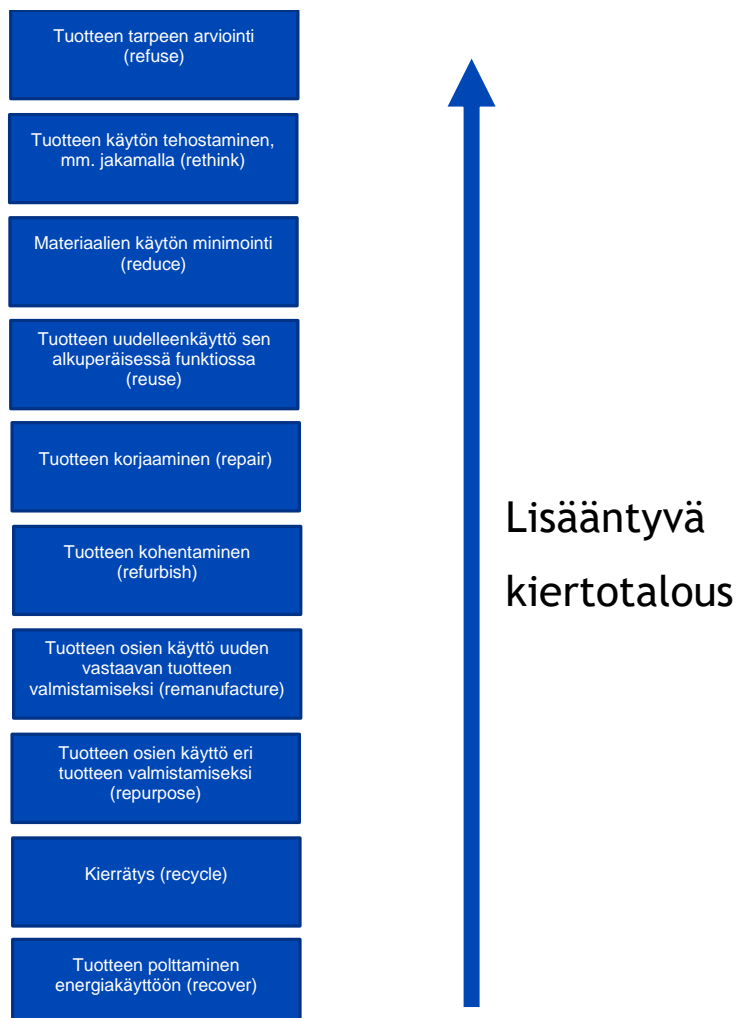 Tuotteen tarpeen arviointi
(refuse)
Tuotteen käytön tehostaminen,
mm. jakamalla (rethink)
Materiaalien käytön minimointi
(reduce)
Tuotteen uudelleenkäyttö sen
alkuperäisessä funktiossa
(reuse)
Tuotteen korjaaminen (repair)
Tuotteen kohentaminen
(refurbish)
Tuotteen osien käyttö uuden
vastaavan tuotteen
valmistamiseksi (remanufacture)
Tuotteen osien käyttö eri
tuotteen valmistamiseksi
(repurpose)
Kierrätys (recycle)
Tuotteen polttaminen
energiakäyttöön (recover)
Lisääntyvä
kiertotalous